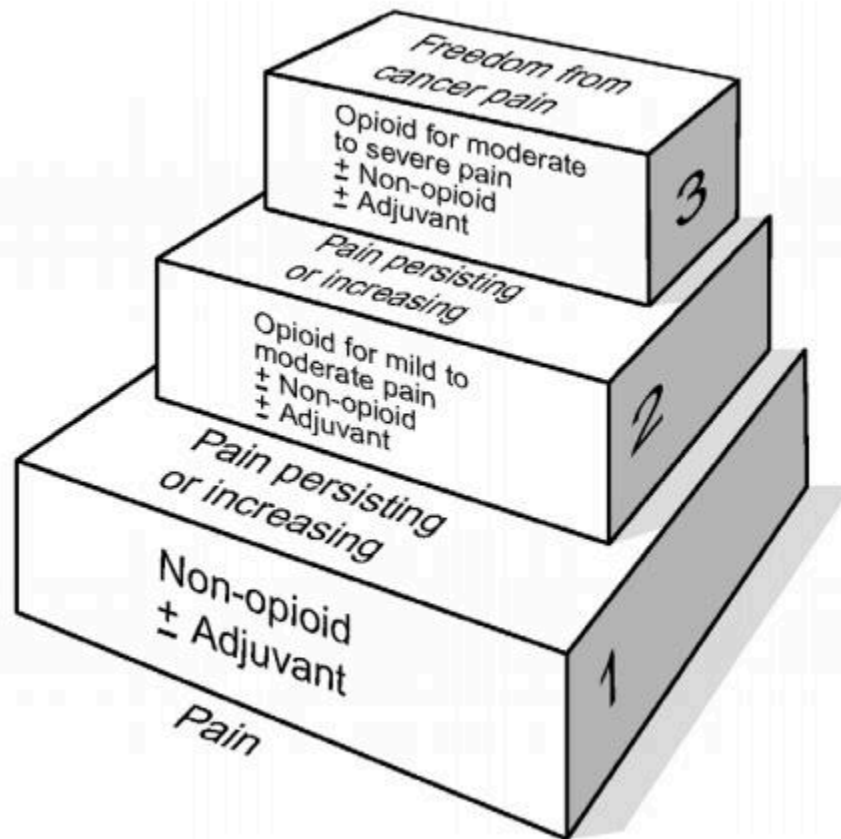 Freedom from
cancer pain
Opioid for moderate
to severe pain
± Non-opioid
± Adjuvant
3
Pain persisting
or increasing
Opioid for mild to
moderate pain
± Non-opioid
± Adjuvant
2
Pain persisting
or increasing
Non-opioid
± Adjuvant
1
Pain